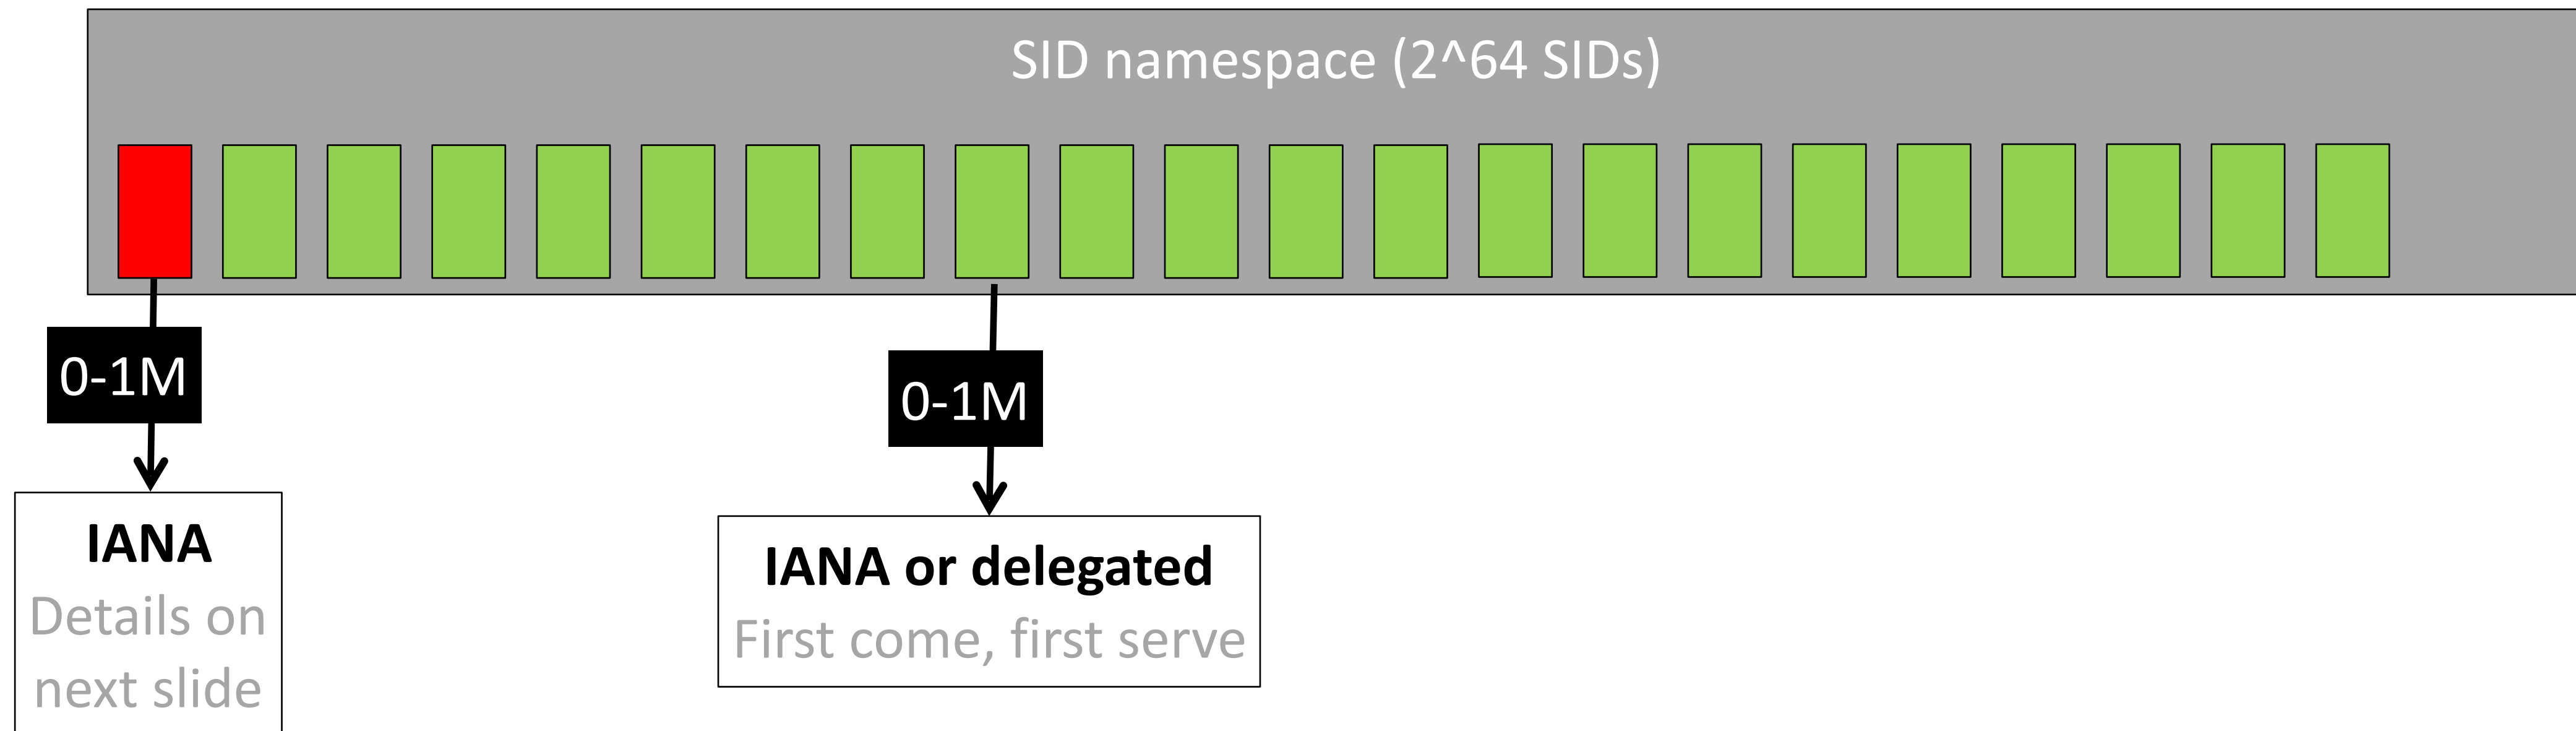 SID namespace (2^64 SIDs)
0-1M
0-1M
IANA
Details on
next slide
IANA or delegated
First come, first serve